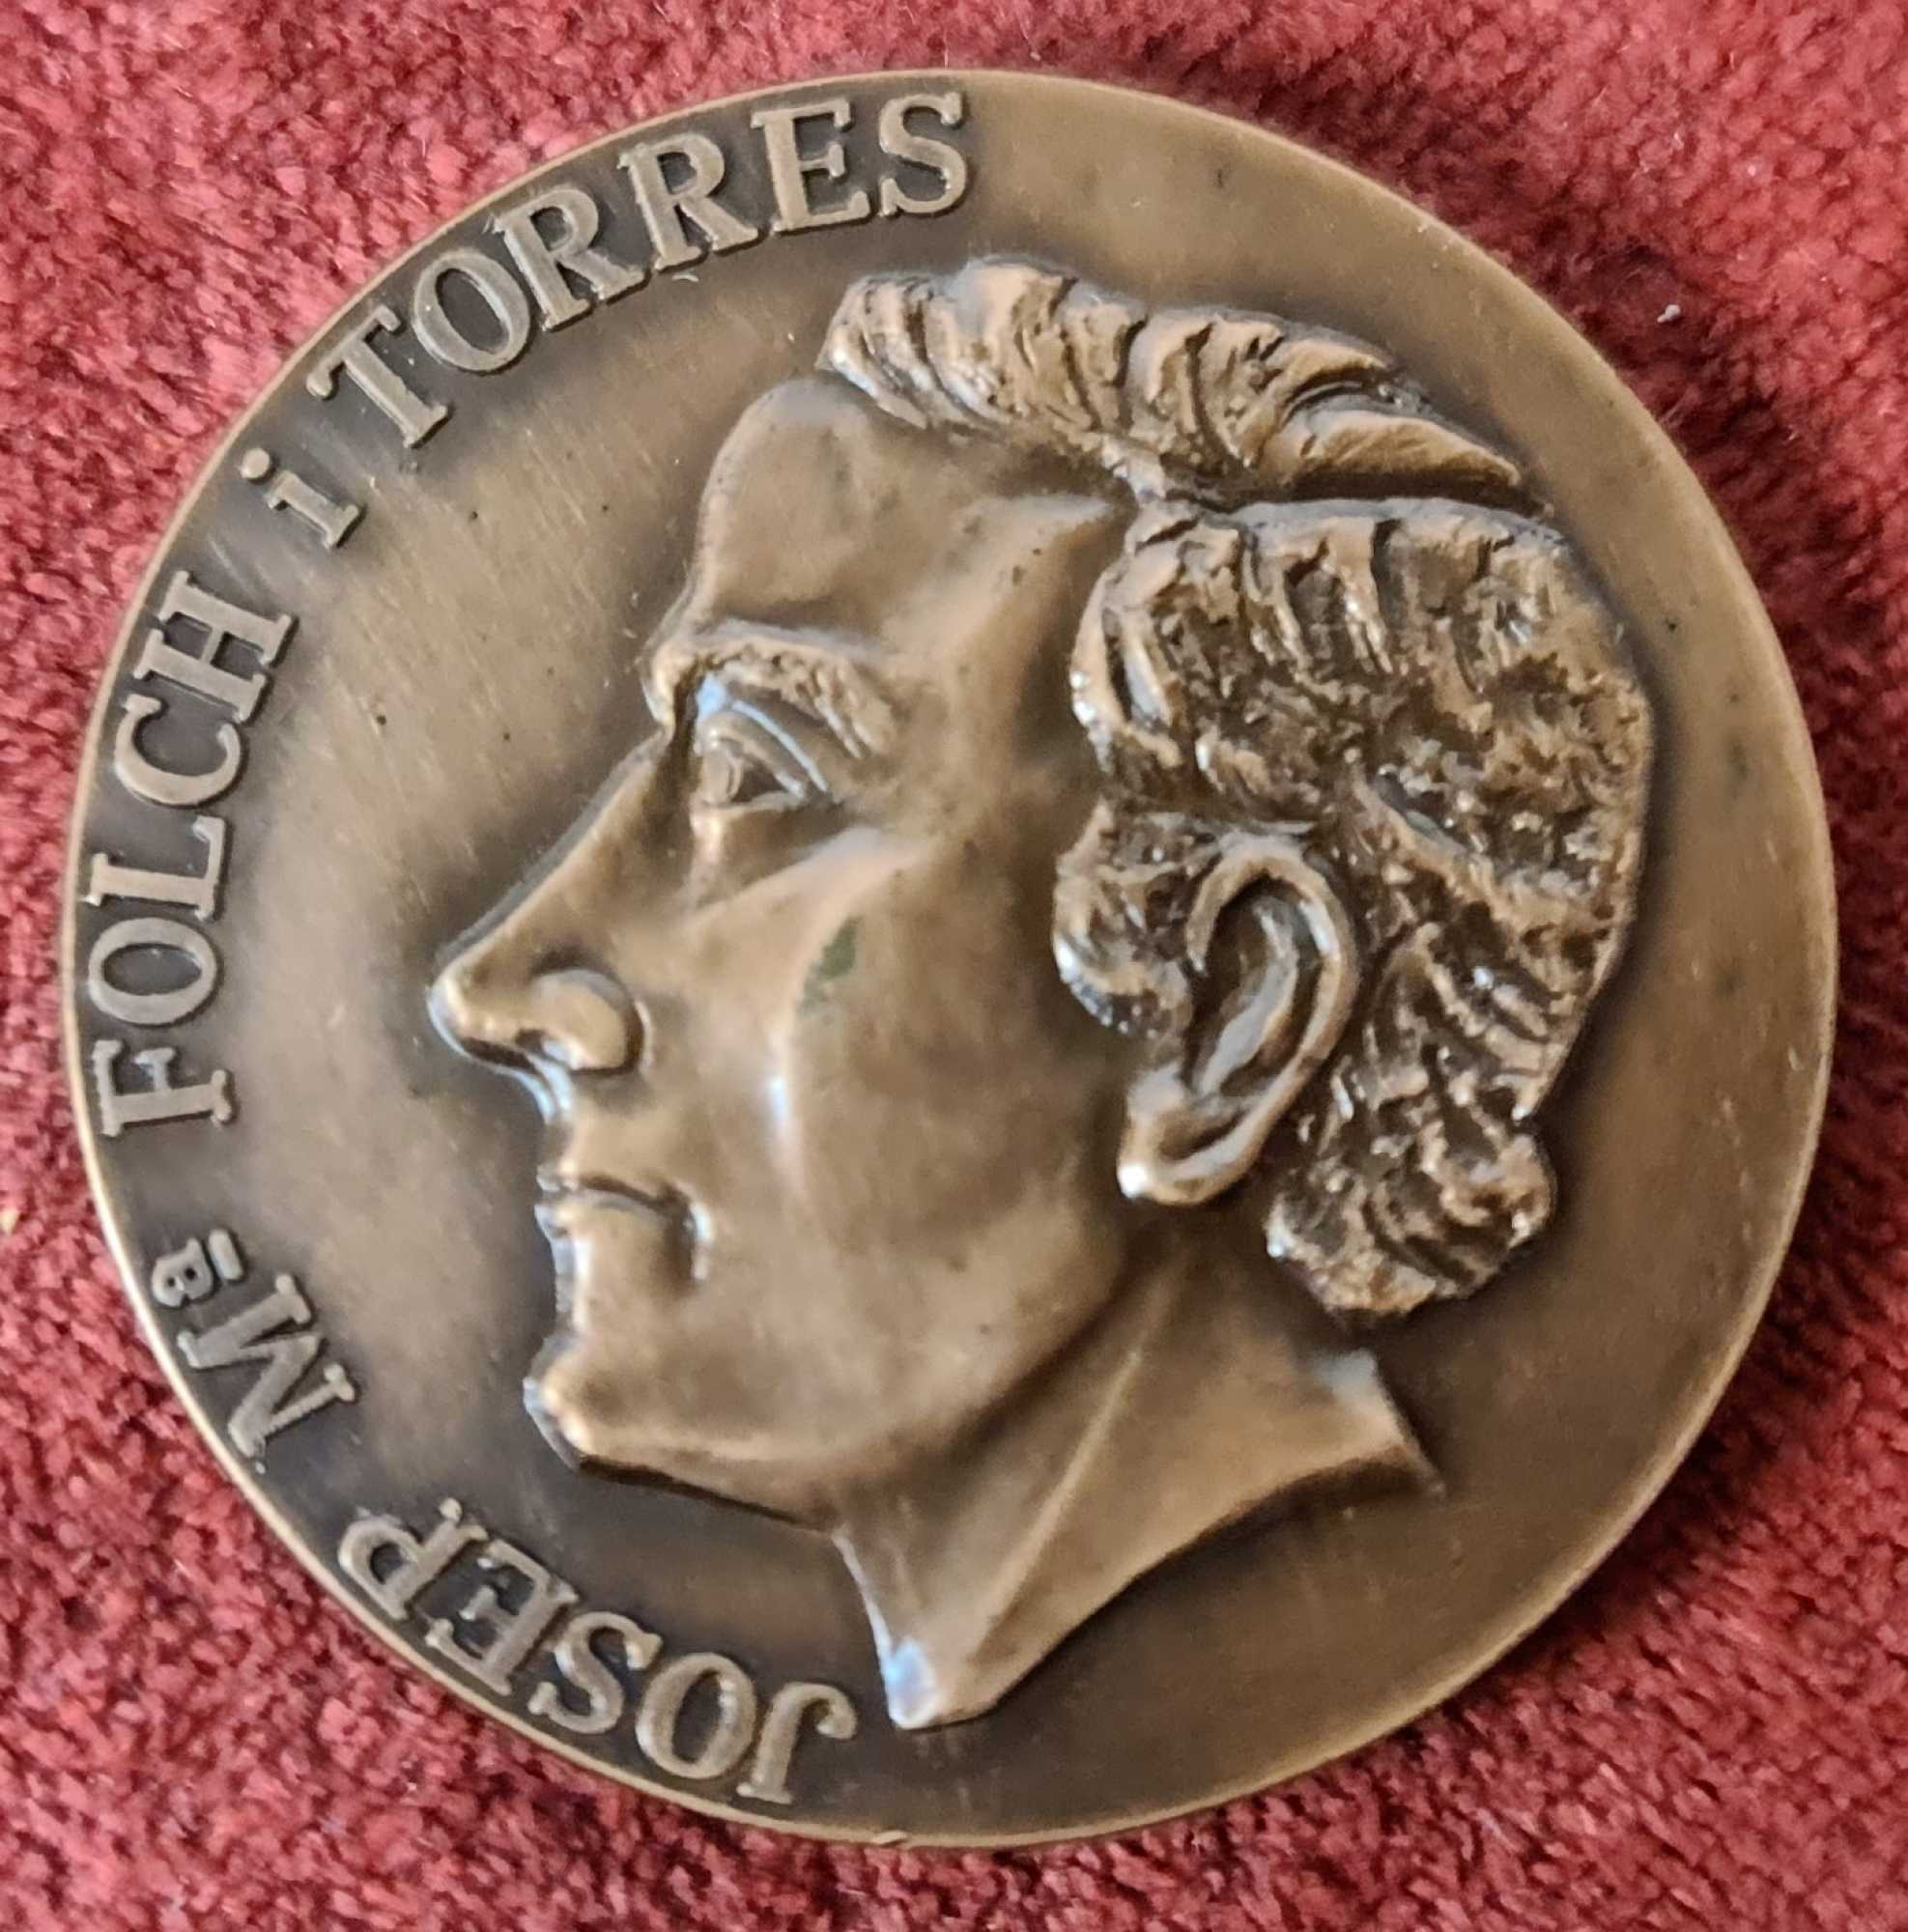 JOSEP Mª FOLCH i TORRES